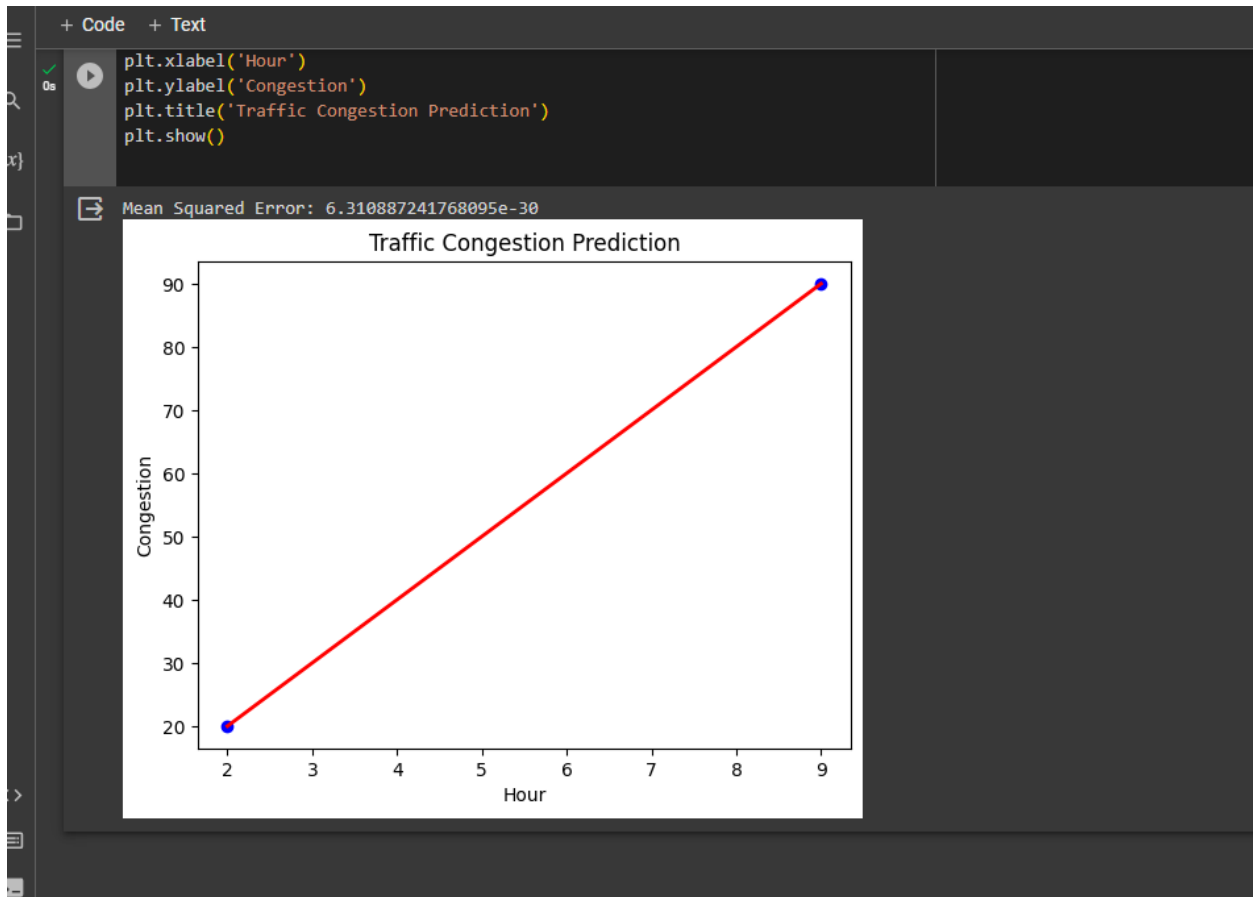 + Code + Text
0s
plt.xlabel('Hour')
plt.ylabel('Congestion')
plt.title('Traffic Congestion Prediction')
plt.show()
x}
Mean Squared Error: 6.310887241768095e-30
Traffic Congestion Prediction
90
80
70
60
50
40
30
20
Congestion
2 3 4 5 6 7 8 9
Hour